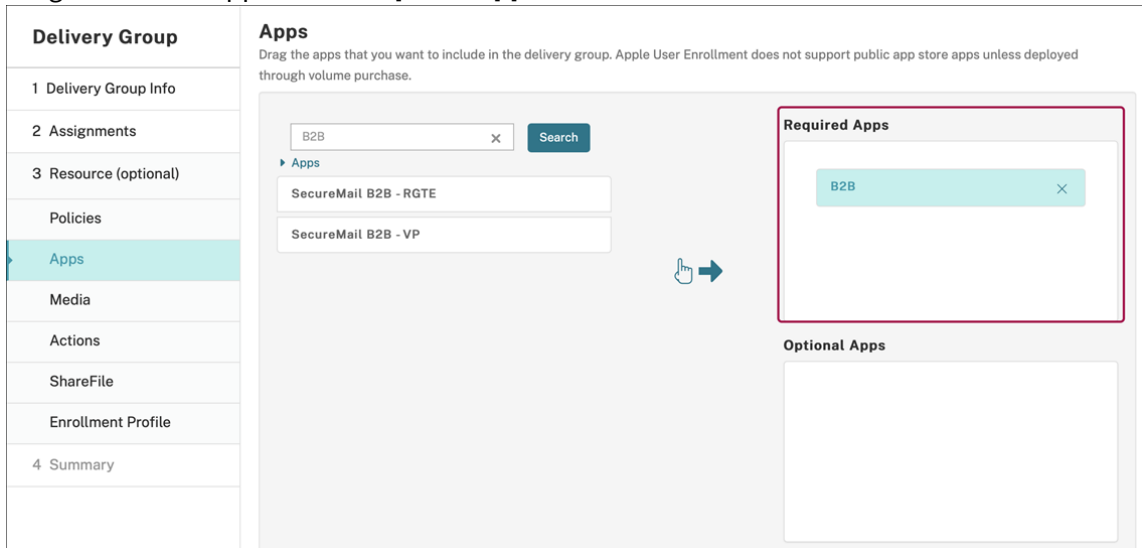 Delivery Group
1 Delivery Group Info
2 Assignments
3 Resource (optional)
Policies
Apps
Media
Actions
ShareFile
Enrollment Profile
4 Summary
Apps
Drag the apps that you want to include in the delivery group. Apple User Enrollment does not support public app store apps unless deployed
through volume purchase.
B2B
Search
Apps
SecureMail B2B - RGTE
SecureMail B2B - VP
Required Apps
B2B
Optional Apps